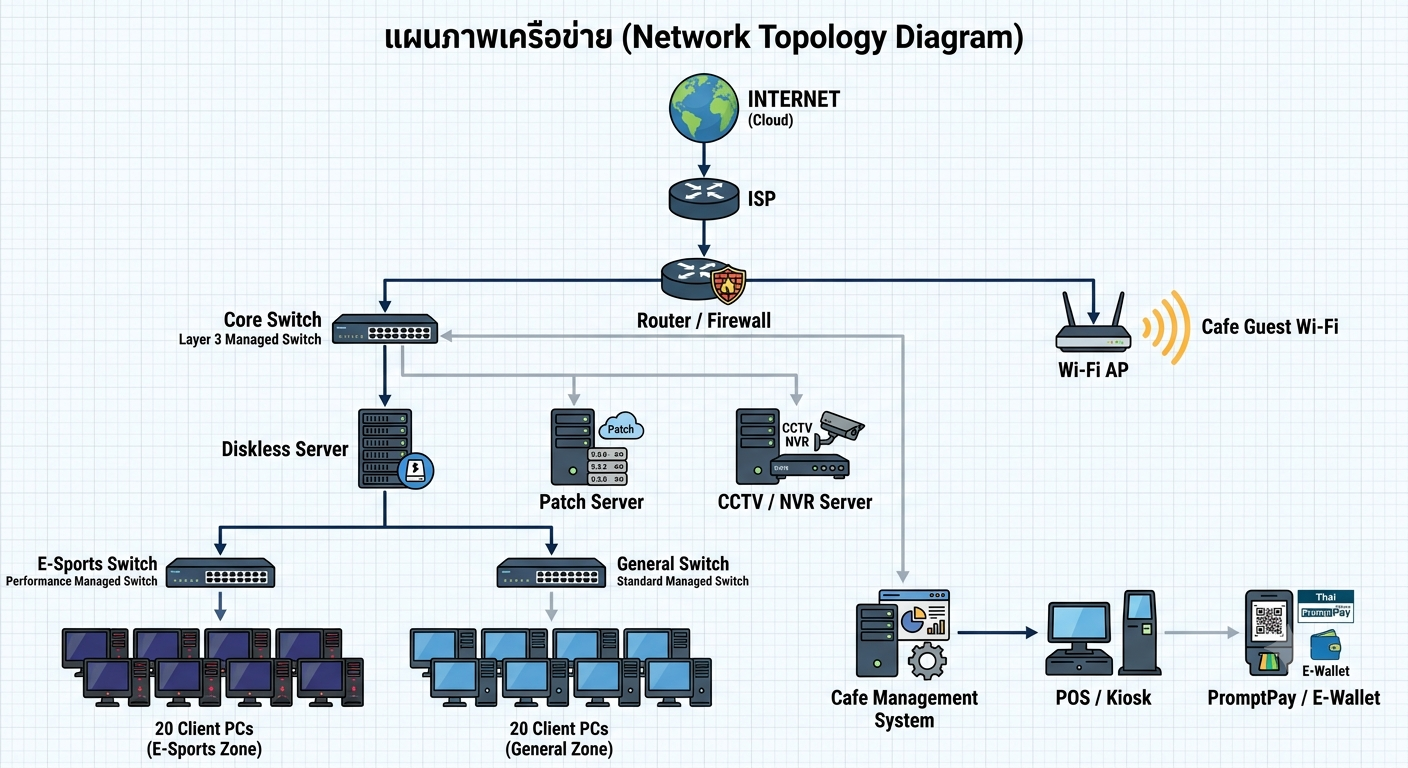 แผนภาพเครือข่าย (Network Topology Diagram)
INTERNET
(Cloud)
ISP
Router / Firewall
Core Switch
Layer 3 Managed Switch
Cafe Guest Wi-Fi
Wi-Fi AP
Diskless Server
Patch
Patch Server
CCTV
NVR
CCTV / NVR Server
E-Sports Switch
Performance Managed Switch
General Switch
Standard Managed Switch
20 Client PCs
(E-Sports Zone)
20 Client PCs
(General Zone)
Cafe Management
System
POS / Kiosk
Thai
PromptPay
E-Wallet
PromptPay / E-Wallet